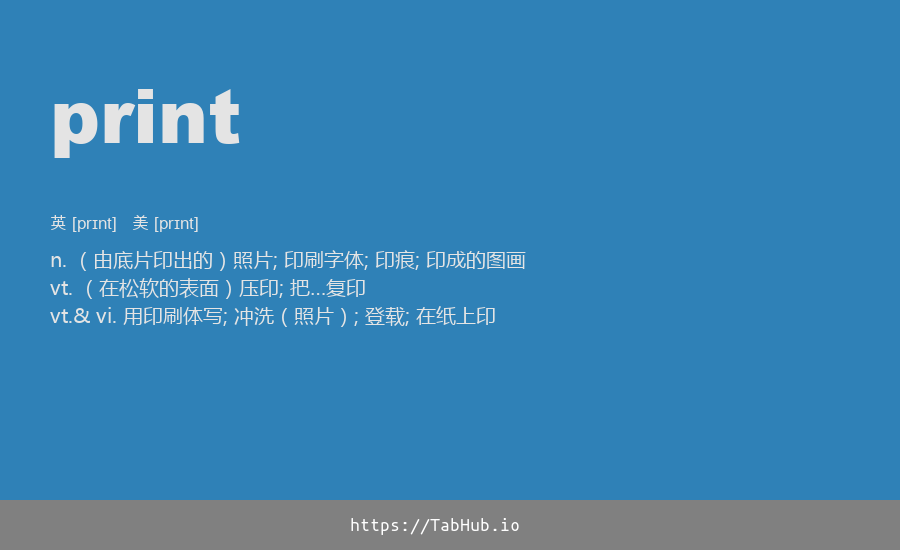 print
英 [prɪnt]   美 [prɪnt]
n. （由底片印出的）照片; 印刷字体; 印痕; 印成的图画
vt. （在松软的表面）压印; 把...复印
vt.& vi. 用印刷体写; 冲洗（照片）; 登载; 在纸上印
https://TabHub.io